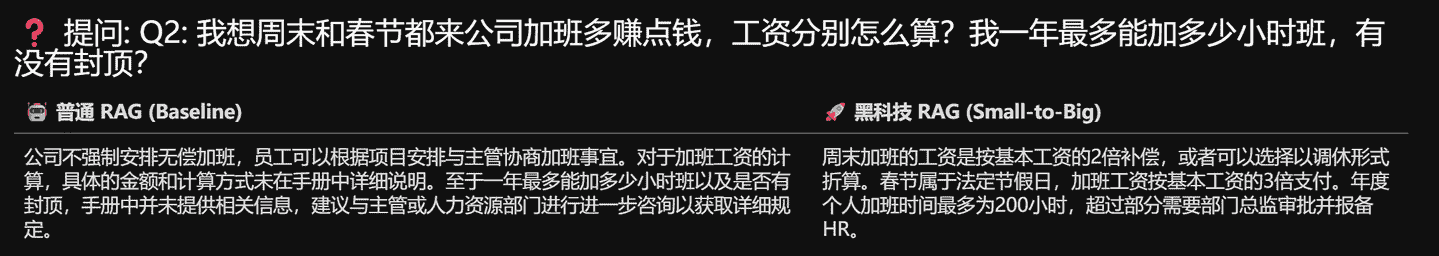 ❓ 提问: Q2: 我想周末和春节都来公司加班多赚点钱，工资分别怎么算？我一年最多能加多少小时班，有
没有封顶？
🤖 普通 RAG (Baseline)
公司不强制安排无偿加班，员工可以根据项目安排与主管协商加班事宜。对于加班工资的计
算，具体的金额和计算方式未在手册中详细说明。至于一年最多能加多少小时班以及是否有
封顶，手册中并未提供相关信息，建议与主管或人力资源部门进行进一步咨询以获取详细规
定。
🚀 黑科技 RAG (Small-to-Big)
周末加班的工资是按基本工资的2倍补偿，或者可以选择以调休形式
折算。春节属于法定节假日，加班工资按基本工资的3倍支付。年度
个人加班时间最多为200小时，超过部分需要部门总监审批并报备
HR。